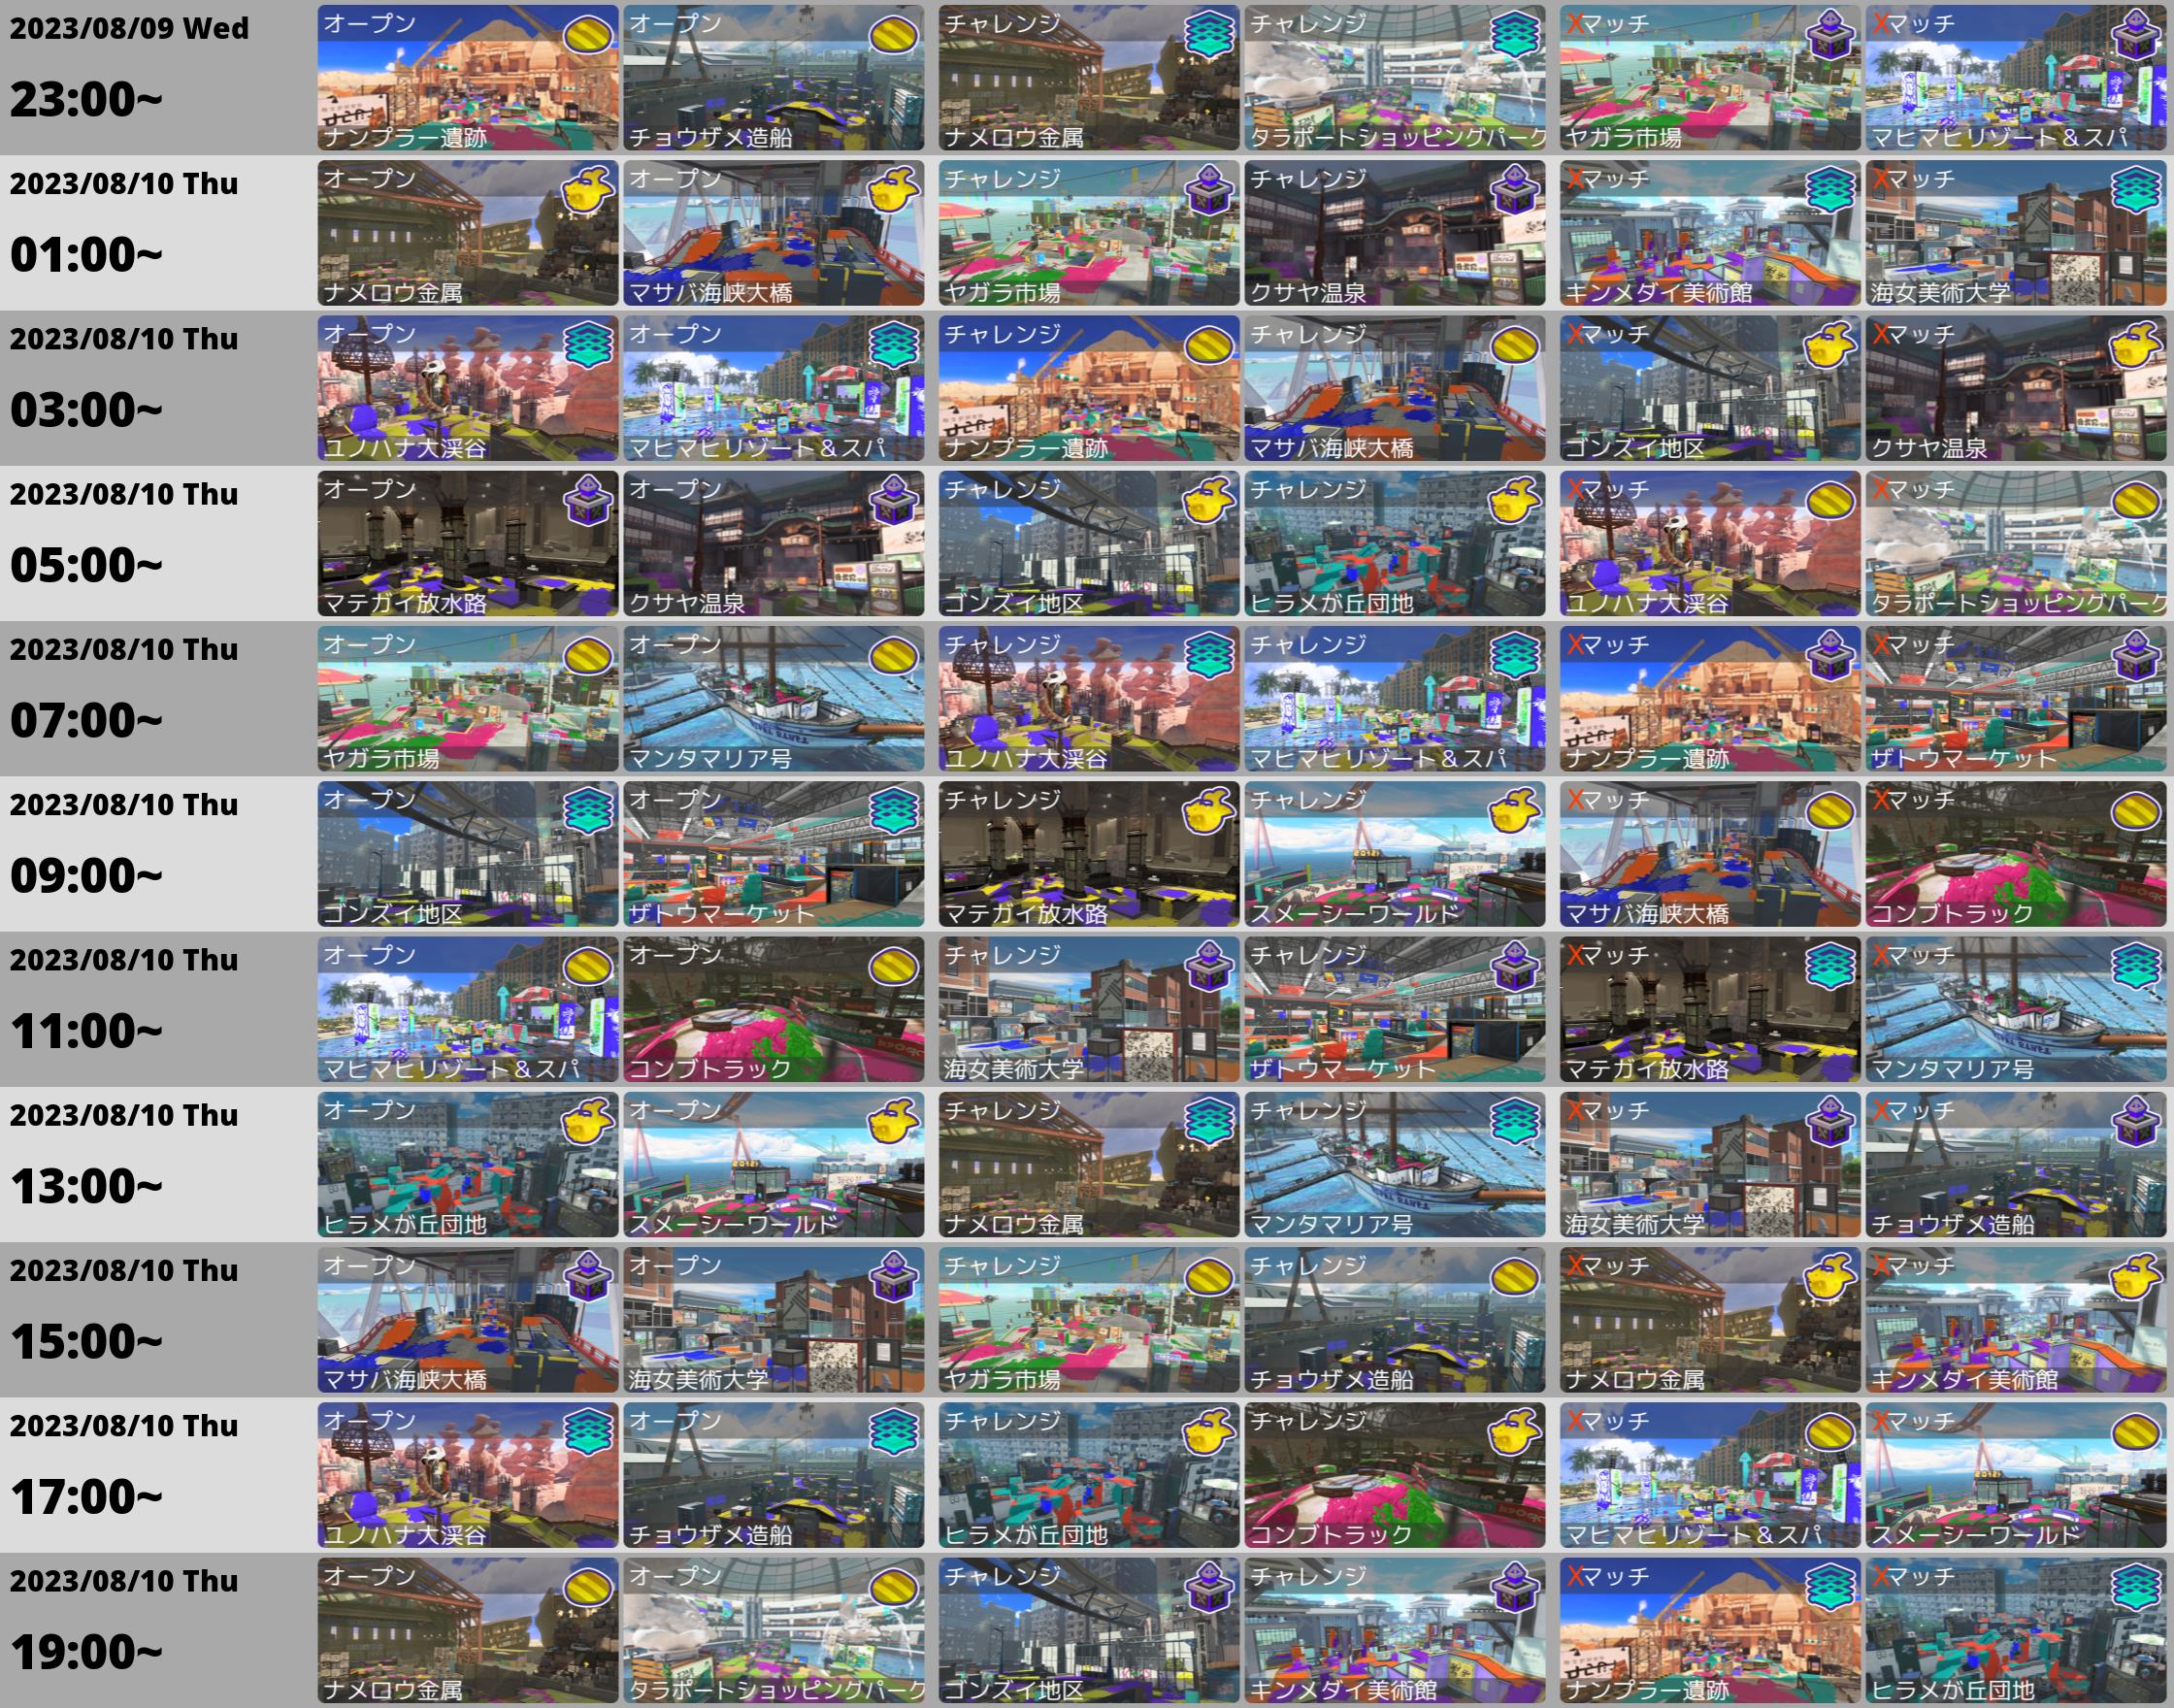 2023/08/09 Wed
23:00~
オープン オープン チャレンジ チャレンジ Xマッチ Xマッチ
ナンプラー遺跡 チョウザメ造船 ナメロウ金属 タラポートショッピングパーク ヤガラ市場 マヒマヒリゾート＆スパ
2023/08/10 Thu
01:00~
オープン オープン チャレンジ チャレンジ Xマッチ Xマッチ
ナメロウ金属 マサバ海峡大橋 ヤガラ市場 クサヤ温泉 キンメダイ美術館 海女美術大学
2023/08/10 Thu
03:00~
オープン オープン チャレンジ チャレンジ Xマッチ Xマッチ
ユノハナ大渓谷 マヒマヒリゾート＆スパ ナンプラー遺跡 マサバ海峡大橋 ゴンズイ地区 クサヤ温泉
2023/08/10 Thu
05:00~
オープン オープン チャレンジ チャレンジ Xマッチ Xマッチ
マテガイ放水路 クサヤ温泉 ゴンズイ地区 ヒラメが丘団地 ユノハナ大渓谷 タラポートショッピングパーク
2023/08/10 Thu
07:00~
オープン オープン チャレンジ チャレンジ Xマッチ Xマッチ
ヤガラ市場 マンタマリア号 ユノハナ大渓谷 マヒマヒリゾート＆スパ ナンプラー遺跡 ザトウマーケット
2023/08/10 Thu
09:00~
オープン オープン チャレンジ チャレンジ Xマッチ Xマッチ
ゴンズイ地区 ザトウマーケット マテガイ放水路 スメーシーワールド マサバ海峡大橋 コンブトラック
2023/08/10 Thu
11:00~
オープン オープン チャレンジ チャレンジ Xマッチ Xマッチ
マヒマヒリゾート＆スパ コンブトラック 海女美術大学 ザトウマーケット マテガイ放水路 マンタマリア号
2023/08/10 Thu
13:00~
オープン オープン チャレンジ チャレンジ Xマッチ Xマッチ
ヒラメが丘団地 スメーシーワールド ナメロウ金属 マンタマリア号 海女美術大学 チョウザメ造船
2023/08/10 Thu
15:00~
オープン オープン チャレンジ チャレンジ Xマッチ Xマッチ
マサバ海峡大橋 海女美術大学 ヤガラ市場 チョウザメ造船 ナメロウ金属 キンメダイ美術館
2023/08/10 Thu
17:00~
オープン オープン チャレンジ チャレンジ Xマッチ Xマッチ
ユノハナ大渓谷 チョウザメ造船 ヒラメが丘団地 コンブトラック マヒマヒリゾート＆スパ スメーシーワールド
2023/08/10 Thu
19:00~
オープン オープン チャレンジ チャレンジ Xマッチ Xマッチ
ナメロウ金属 タラポートショッピングパーク ゴンズイ地区 キンメダイ美術館 ナンプラー遺跡 ヒラメが丘団地